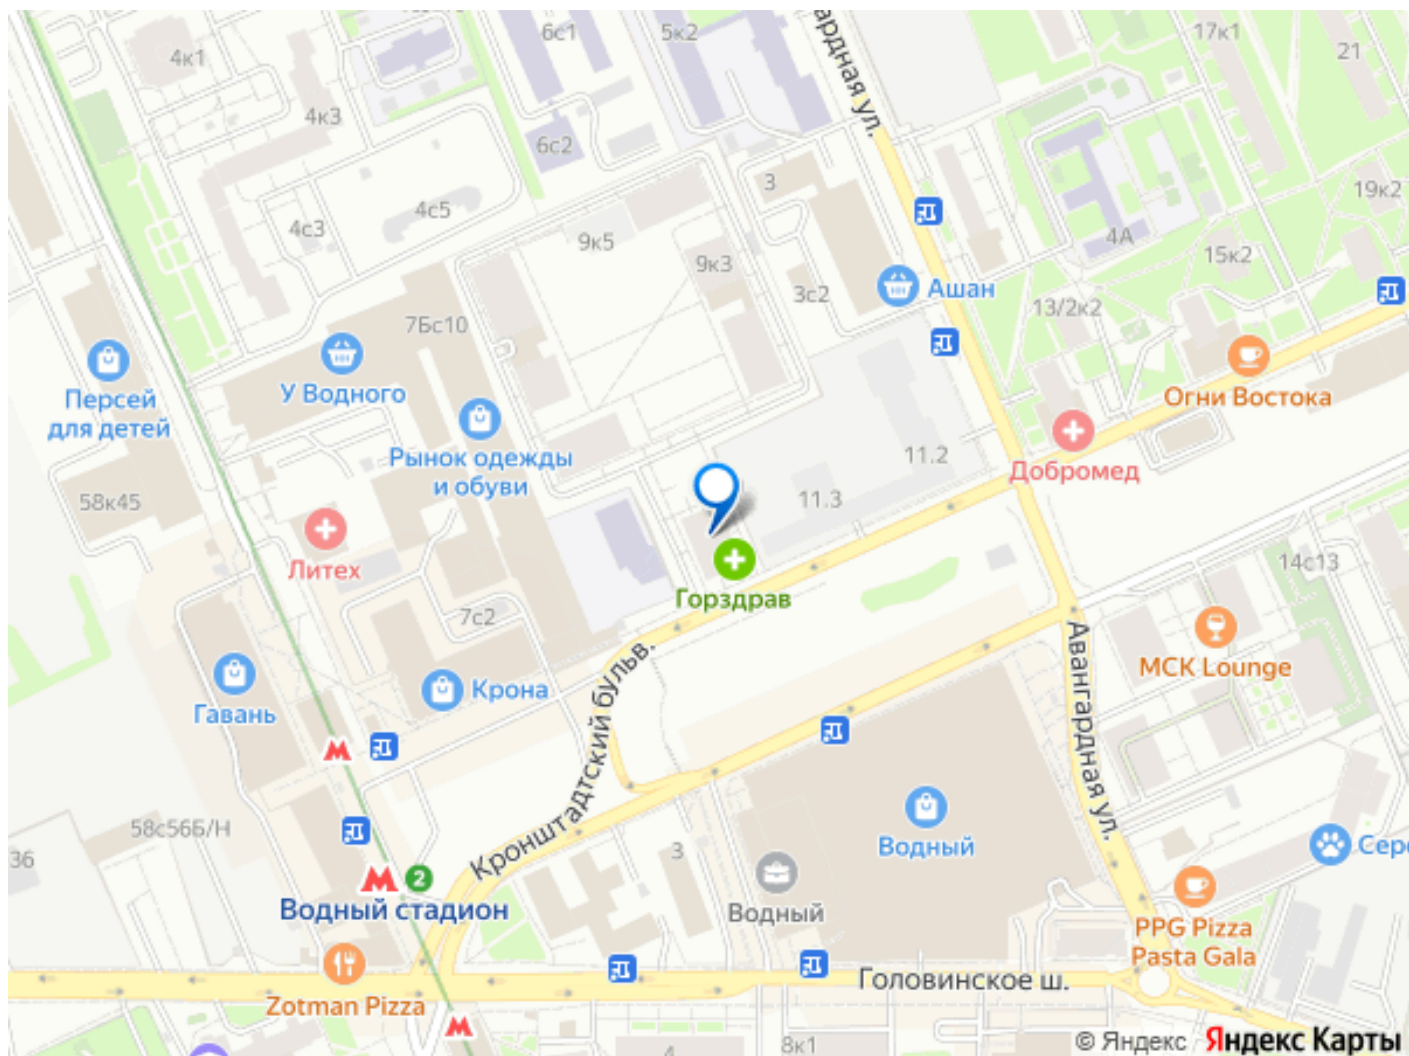 6с1
5к2
17к1
21
4к1
ардная ул.
4к3
6с2
3
19к2
4с5
4с3
9к5
9к3
4А
15к2
3с2
Ашан
13/2к2
7Бс10
У Водного
Персей
для детей
Огни Востока
Рынок одежды
и обуви
11.2
Добромед
58к45
11.3
Литех
14с13
Горздрав
7с2
Авангардная ул.
МСК Lounge
Крона
Гавань
Кронштадтский бульв.
58с56Б/Н
36
3
Водный
Сере
2
Водный стадион
Водный
PPG Pizza
Pasta Gala
Головинское ш.
Zotman Pizza
4
8к1
© Яндекс Яндекс Карты